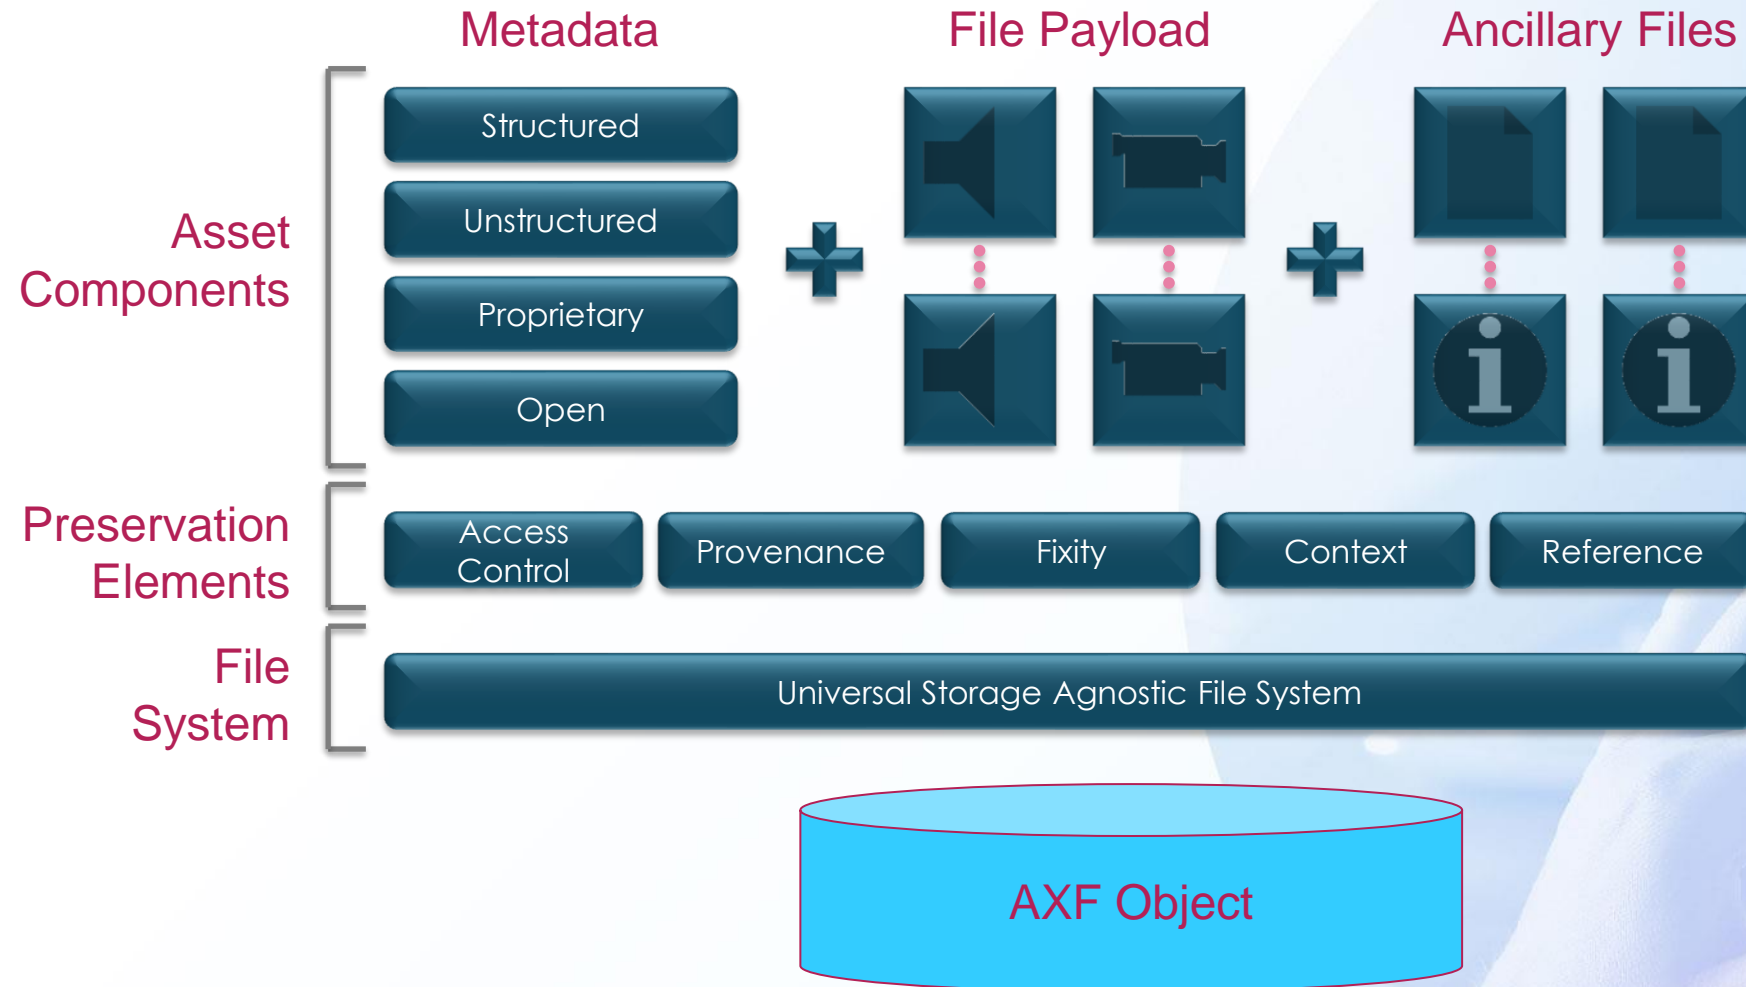 Metadata
File Payload
Ancillary Files
Asset
Components
Structured
Unstructured
Proprietary
Open
Preservation
Elements
Access
Control
Provenance
Fixity
Context
Reference
File
System
Universal Storage Agnostic File System
AXF Object